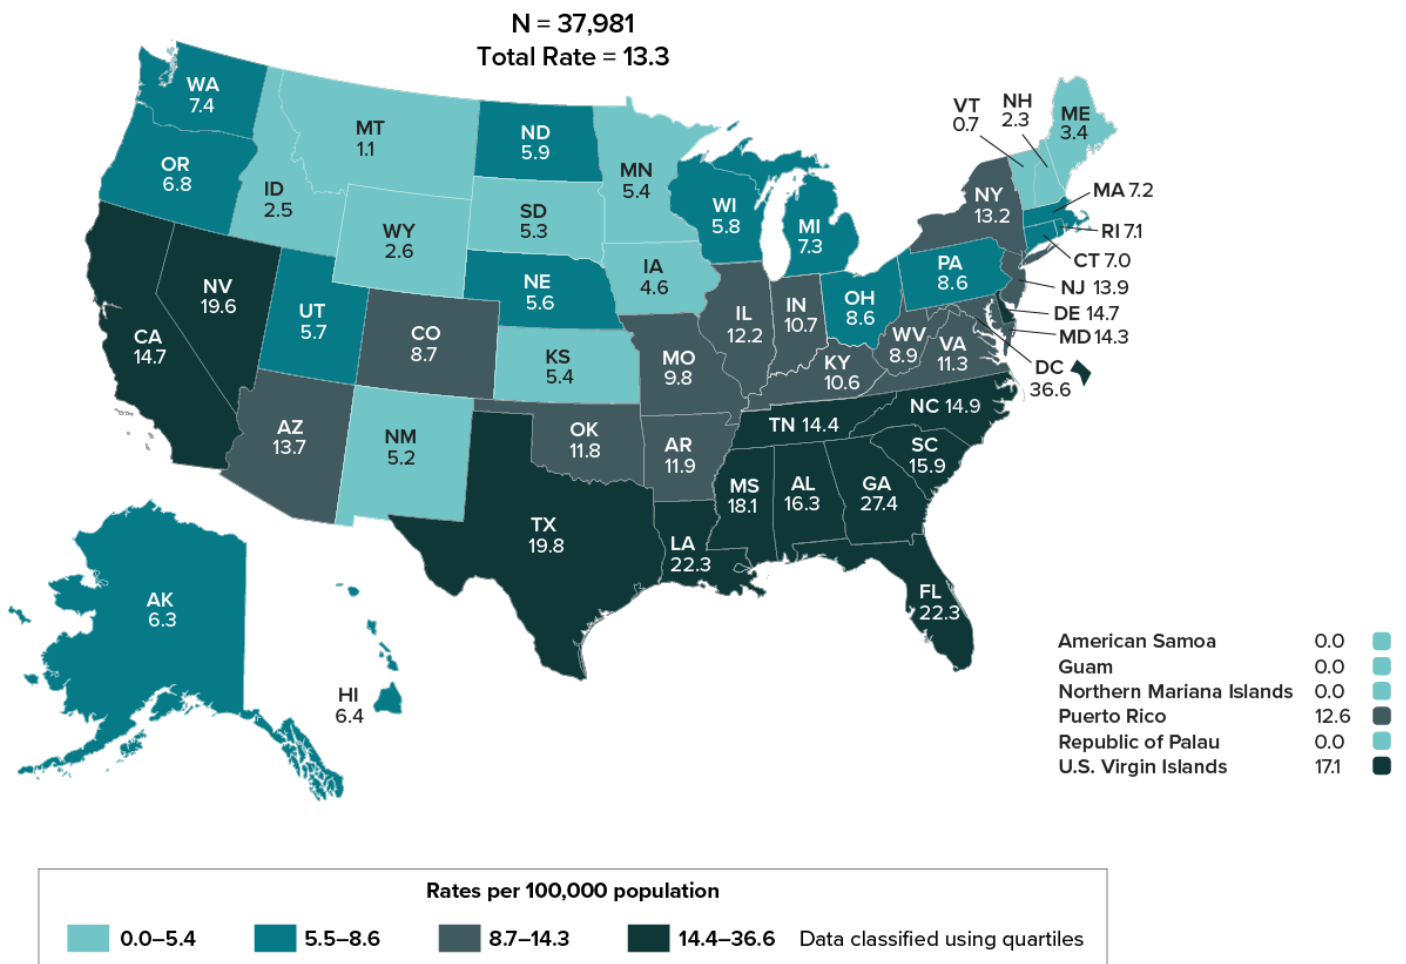 N = 37,981
Total Rate = 13.3
WA
7.4
OR
6.8
ID
2.5
MT
1.1
WY
2.6
ND
5.9
SD
5.3
MN
5.4
WI
5.8
MI
7.3
VT
0.7
NH
2.3
ME
3.4
NY
13.2
MA 7.2
RI 7.1
CT 7.0
NJ 13.9
DE 14.7
MD 14.3
DC
36.6
PA
8.6
NV
19.6
CA
14.7
UT
5.7
CO
8.7
NE
5.6
KS
5.4
IA
4.6
MO
9.8
IL
12.2
IN
10.7
OH
8.6
WV
8.9
VA
11.3
KY
10.6
AZ
13.7
NM
5.2
OK
11.8
AR
11.9
TN 14.4
NC 14.9
SC
15.9
MS
18.1
AL
16.3
GA
27.4
TX
19.8
LA
22.3
FL
22.3
AK
6.3
HI
6.4
American Samoa 0.0
Guam 0.0
Northern Mariana Islands 0.0
Puerto Rico 12.6
Republic of Palau 0.0
U.S. Virgin Islands 17.1
Rates per 100,000 population
0.0–5.4 5.5–8.6 8.7–14.3 14.4–36.6 Data classified using quartiles